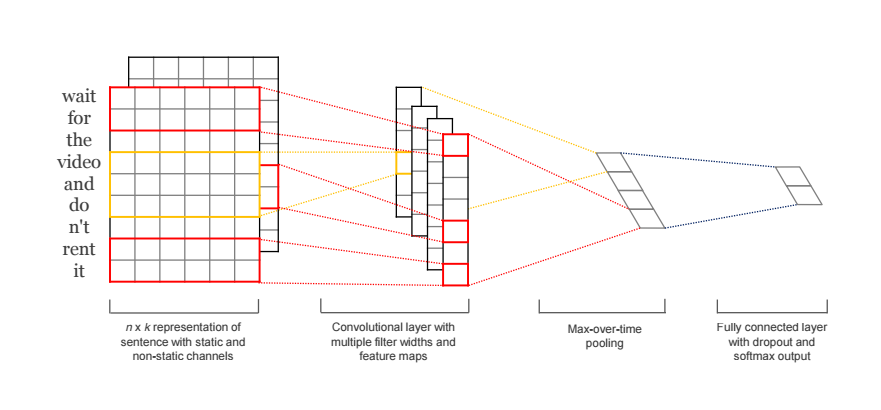 wait
for
the
video
and
do
n't
rent
it
n x k representation of
sentence with static and
non-static channels
Convolutional layer with
multiple filter widths and
feature maps
Max-over-time
pooling
Fully connected layer
with dropout and
softmax output